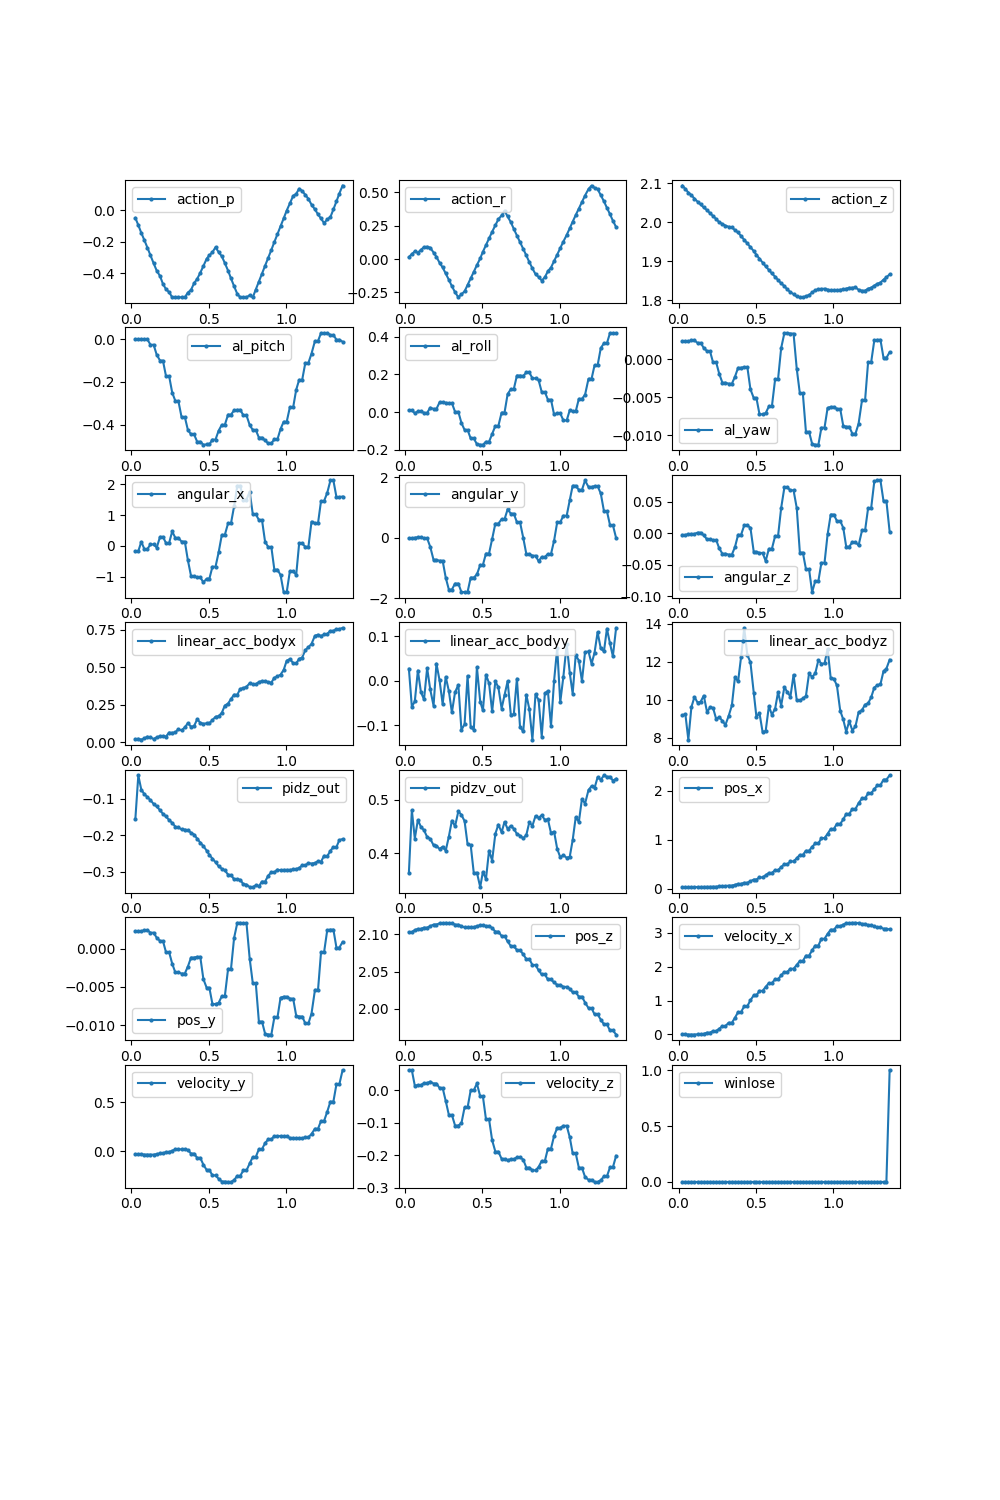 action_p
0.0
−0.2
−0.4
0.0 0.5 1.0
action_r
0.50
0.25
0.00
−0.25
0.0 0.5 1.0
action_z
2.1
2.0
1.9
1.8
0.0 0.5 1.0
al_pitch
0.0
−0.2
−0.4
0.0 0.5 1.0
al_roll
0.4
0.2
0.0
−0.2
0.0 0.5 1.0
al_yaw
0.000
−0.005
−0.010
0.0 0.5 1.0
angular_x
2
1
0
−1
0.0 0.5 1.0
angular_y
2
0
−2
0.0 0.5 1.0
angular_z
0.05
0.00
−0.05
−0.10
0.0 0.5 1.0
linear_acc_bodyx
0.75
0.50
0.25
0.00
0.0 0.5 1.0
linear_acc_bodyy
0.1
0.0
−0.1
0.0 0.5 1.0
linear_acc_bodyz
14
12
10
8
0.0 0.5 1.0
pidz_out
−0.1
−0.2
−0.3
0.0 0.5 1.0
pidzv_out
0.5
0.4
0.0 0.5 1.0
pos_x
2
1
0
0.0 0.5 1.0
pos_y
0.000
−0.005
−0.010
0.0 0.5 1.0
pos_z
2.10
2.05
2.00
0.0 0.5 1.0
velocity_x
3
2
1
0
0.0 0.5 1.0
velocity_y
0.5
0.0
0.0 0.5 1.0
velocity_z
0.0
−0.1
−0.2
−0.3
0.0 0.5 1.0
winlose
1.0
0.5
0.0
0.0 0.5 1.0